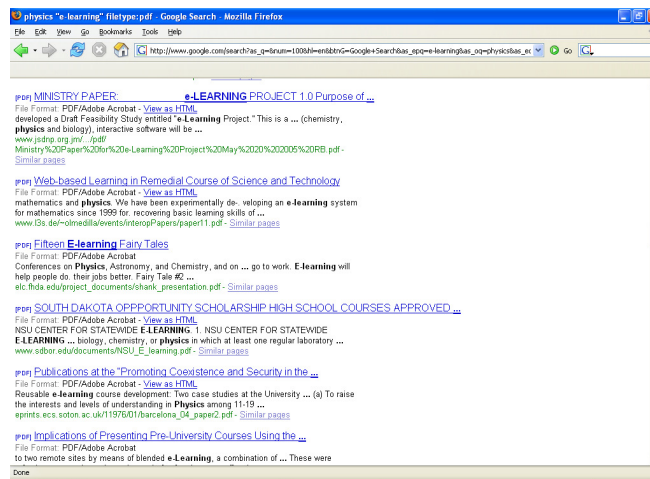 physics "e-learning" filetype:pdf - Google Search - Mozilla Firefox
File Edit View Go Bookmarks Tools Help
http://www.google.com/search?as_q=&num=100&hl=en&btnG=Google+Search&as_epq=e-learning&as_oq=physics&as_ec Go
[PDF] MINISTRY PAPER: e-LEARNING PROJECT 1.0 Purpose of ...
File Format: PDF/Adobe Acrobat - View as HTML
developed a Draft Feasibility Study entitled "e-Learning Project." This is a ... (chemistry,
physics and biology), interactive software will be ...
www.jsdnp.org.jm/.../pdf/
Ministry%20Paper%20for%20e-Learning%20Project%20May%2020%202005%20RB.pdf -
Similar pages
[PDF] Web-based Learning in Remedial Course of Science and Technology
File Format: PDF/Adobe Acrobat - View as HTML
mathematics and physics. We have been experimentally de-. veloping an e-learning system
for mathematics since 1999 for. recovering basic learning skills of ...
www.l3s.de/~olmedilla/events/interopPapers/paper11.pdf - Similar pages
[PDF] Fifteen E-learning Fairy Tales
File Format: PDF/Adobe Acrobat
Conferences on Physics, Astronomy, and Chemistry, and on ... go to work. E-learning will
help people do. their jobs better. Fairy Tale #2 ...
elc.fhda.edu/project_documents/shank_presentation.pdf - Similar pages
[PDF] SOUTH DAKOTA OPPPORTUNITY SCHOLARSHIP HIGH SCHOOL COURSES APPROVED ...
File Format: PDF/Adobe Acrobat - View as HTML
NSU CENTER FOR STATEWIDE E-LEARNING. 1. NSU CENTER FOR STATEWIDE
E-LEARNING ... biology, chemistry, or physics in which at least one regular laboratory ...
www.sdbor.edu/documents/NSU_E_learning.pdf - Similar pages
[PDF] Publications at the "Promoting Coexistence and Security in the ...
File Format: PDF/Adobe Acrobat - View as HTML
Reusable e-learning course development: Two case studies at the University ... (a) To raise
the interests and levels of understanding in Physics among 11-19 ...
eprints.ecs.soton.ac.uk/11976/01/barcelona_04_paper2.pdf - Similar pages
[PDF] Implications of Presenting Pre-University Courses Using the ...
File Format: PDF/Adobe Acrobat
to two remote sites by means of blended e-Learning, a combination of ... These were
Done